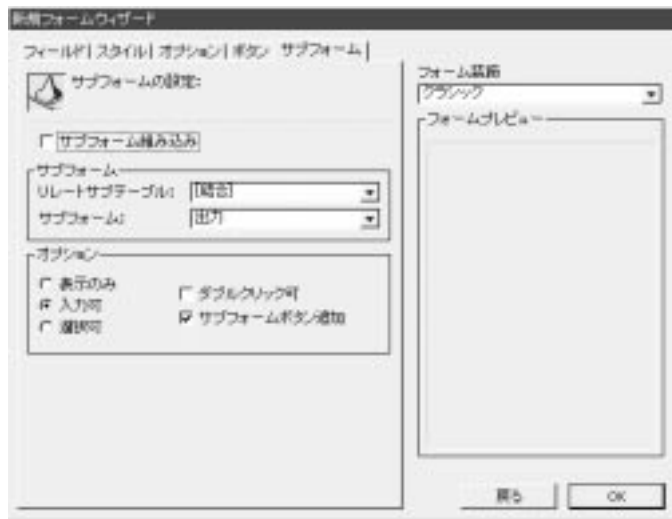 新規フォームウィザード
フィールド スタイル オプション ボタン サブフォーム
サブフォームの設定:
サブフォーム組み込み
サブフォーム
リレートサブテーブル: [結合]
サブフォーム: 出力
オプション
表示のみ
入力可
選択可
ダブルクリック可
サブフォームボタン追加
フォーム装飾
クラシック
フォームプレビュー
戻る OK